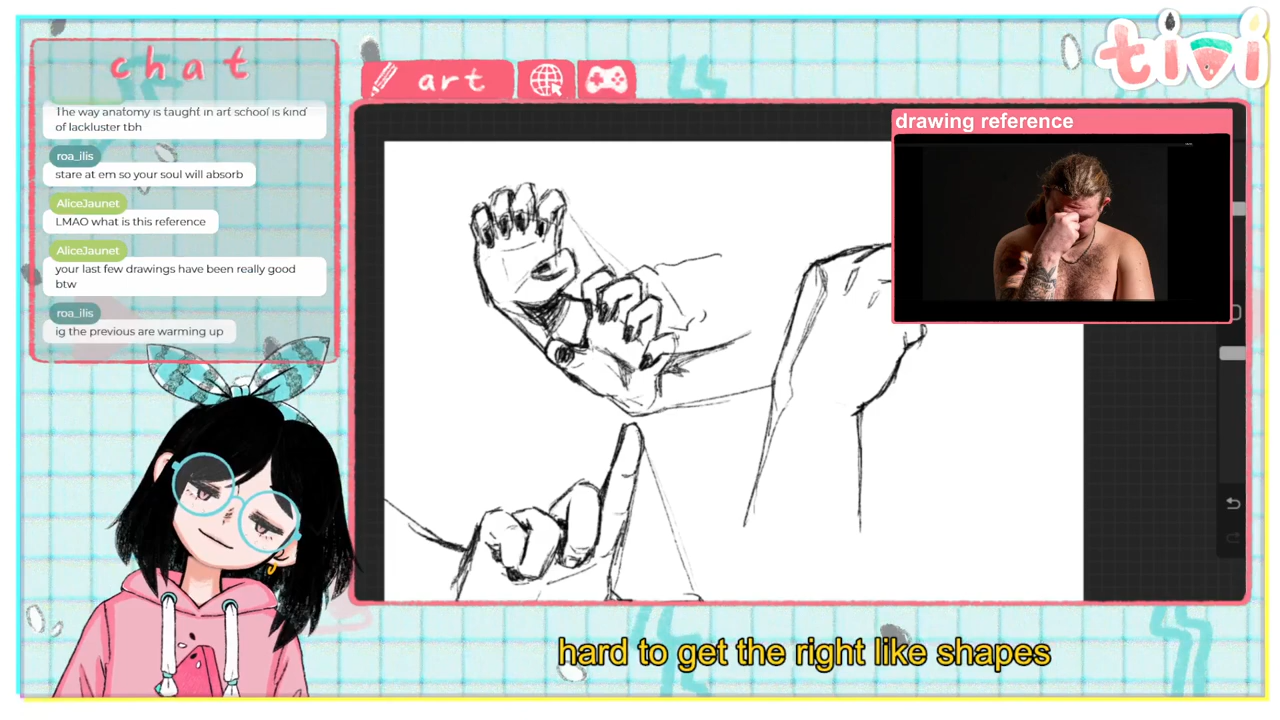 chat
The way anatomy is taught in art school is kind
of lackluster tbh
roa_ilis
stare at em so your soul will absorb
AliceJaunet
LMAO what is this reference
AliceJaunet
your last few drawings have been really good
btw
roa_ilis
ig the previous are warming up
art
tivi
drawing reference
hard to get the right like shapes